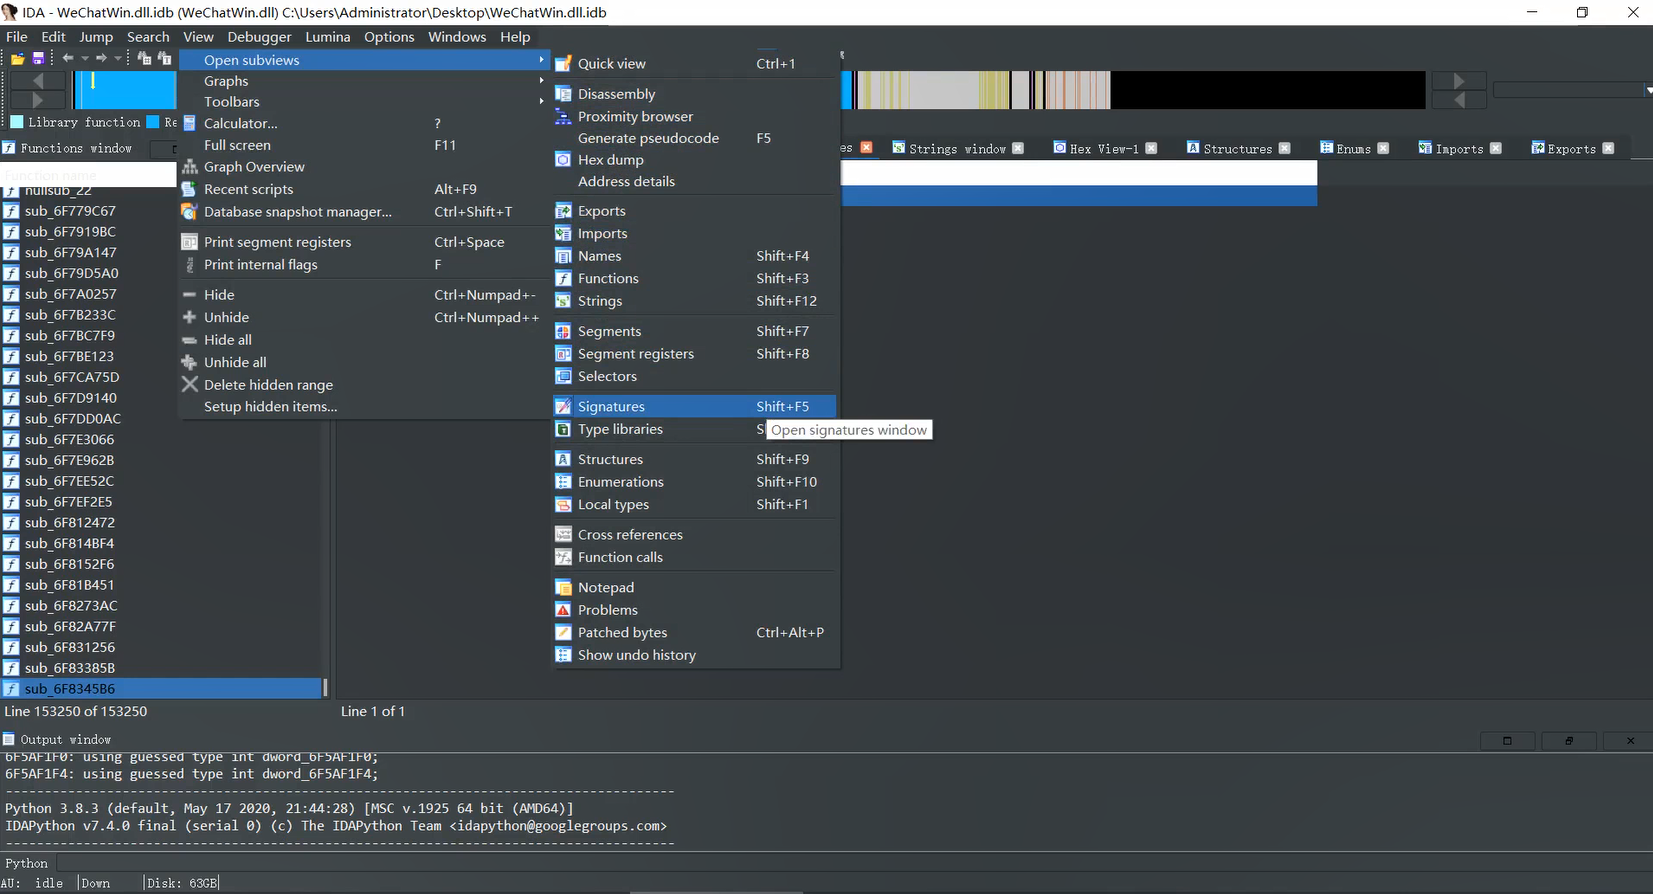 IDA - WeChatWin.dll.idb (WeChatWin.dll) C:\Users\Administrator\Desktop\WeChatWin.dll.idb
File Edit Jump Search View Debugger Lumina Options Windows Help
Open subviews
Graphs
Toolbars
Calculator... ?
Full screen F11
Graph Overview
Recent scripts Alt+F9
Database snapshot manager... Ctrl+Shift+T
Print segment registers Ctrl+Space
Print internal flags F
Hide Ctrl+Numpad+-
Unhide Ctrl+Numpad++
Hide all
Unhide all
Delete hidden range
Setup hidden items...
Quick view Ctrl+1
Disassembly
Proximity browser
Generate pseudocode F5
Hex dump
Address details
Exports
Imports
Names Shift+F4
Functions Shift+F3
Strings Shift+F12
Segments Shift+F7
Segment registers Shift+F8
Selectors
Signatures Shift+F5
Type libraries S
Open signatures window
Structures Shift+F9
Enumerations Shift+F10
Local types Shift+F1
Cross references
Function calls
Notepad
Problems
Patched bytes Ctrl+Alt+P
Show undo history
Library function Re
Functions window
es Strings window Hex View-1 Structures Enums Imports Exports
Function name
nullsub_22
sub_6F779C67
sub_6F7919BC
sub_6F79A147
sub_6F79D5A0
sub_6F7A0257
sub_6F7B233C
sub_6F7BC7F9
sub_6F7BE123
sub_6F7CA75D
sub_6F7D9140
sub_6F7DD0AC
sub_6F7E3066
sub_6F7E962B
sub_6F7EE52C
sub_6F7EF2E5
sub_6F812472
sub_6F814BF4
sub_6F8152F6
sub_6F81B451
sub_6F8273AC
sub_6F82A77F
sub_6F831256
sub_6F83385B
sub_6F8345B6
Line 153250 of 153250
Line 1 of 1
Output window
6F5AF1F0: using guessed type int dword_6F5AF1F0;
6F5AF1F4: using guessed type int dword_6F5AF1F4;
---------------------------------------------------------------------------------
Python 3.8.3 (default, May 17 2020, 21:44:28) [MSC v.1925 64 bit (AMD64)]
IDAPython v7.4.0 final (serial 0) (c) The IDAPython Team <idapython@googlegroups.com>
---------------------------------------------------------------------------------
Python
AU: idle Down Disk: 63GB